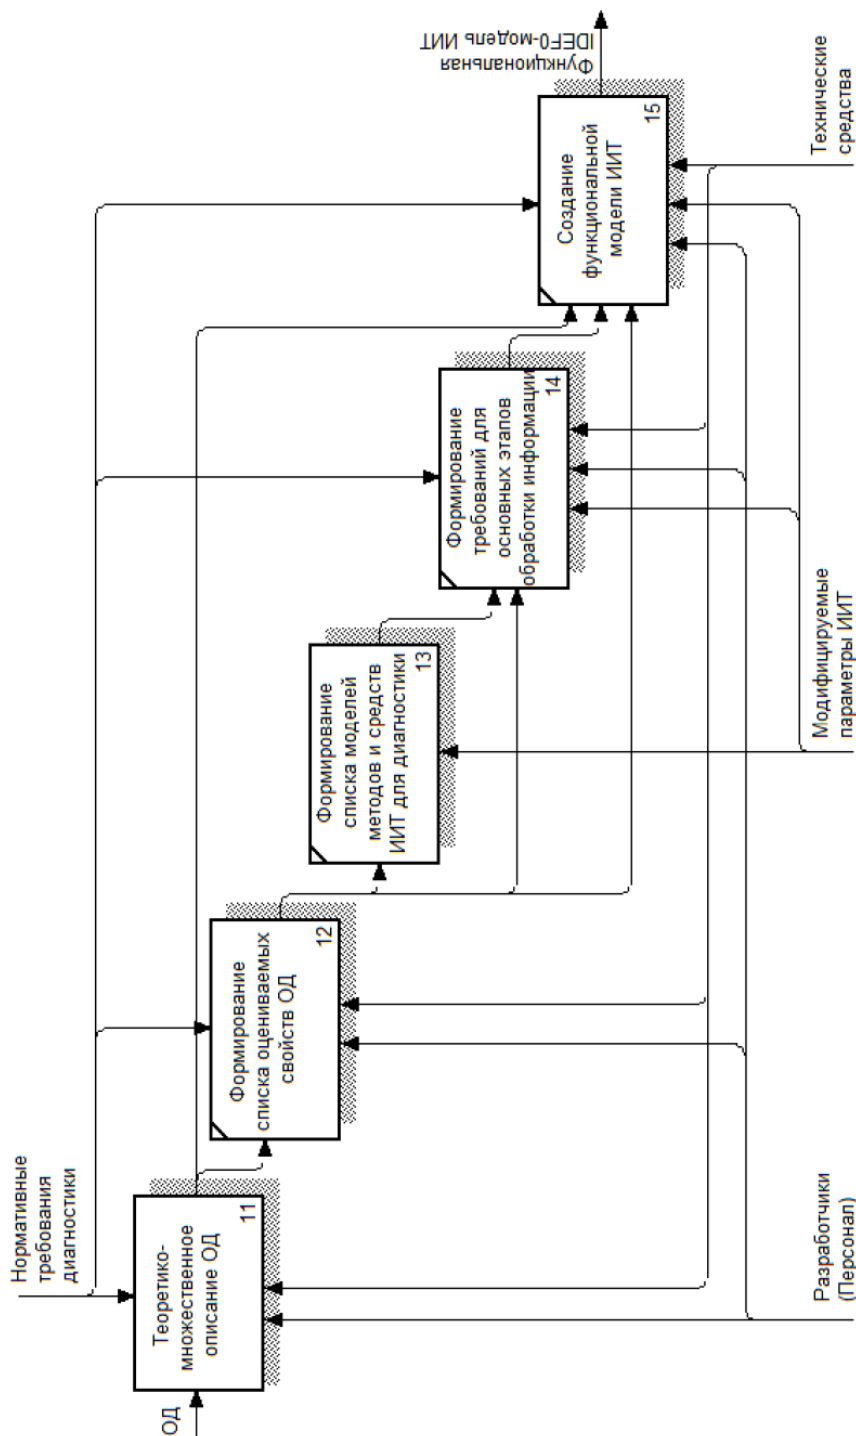 Нормативные
требования
диагностики
ОД
Теоретико-
множественное
описание ОД
11
Формирование
списка оцениваемых
свойств ОД
12
Формирование
списка моделей
методов и средств
ИИТ для диагностики
13
Формирование
требований для
основных этапов
обработки информации
14
Создание
функциональной
модели ИИТ
15
Функциональная
IDEF0-модель ИИТ
Разработчики
(Персонал)
Модифицируемые
параметры ИИТ
Технические
средства